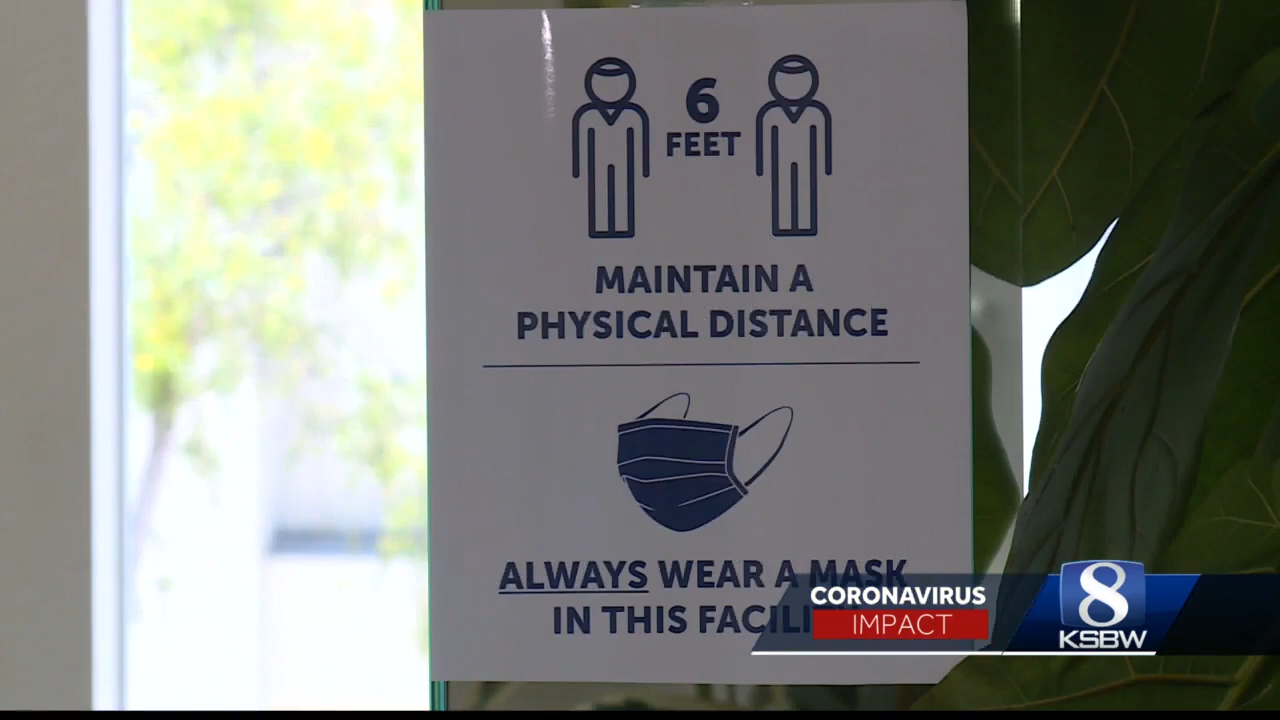 6
FEET
MAINTAIN A
PHYSICAL DISTANCE
ALWAYS WEAR A MASK
IN THIS
CORONAVIRUS
IMPACT
8
KSBW